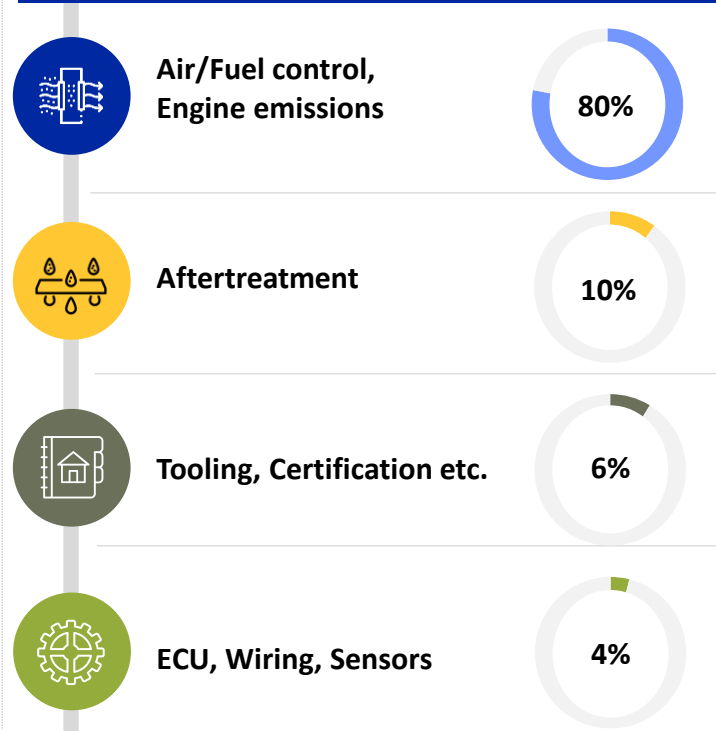 Air/Fuel control,
Engine emissions
80%
Aftertreatment
10%
Tooling, Certification etc.
6%
ECU, Wiring, Sensors
4%